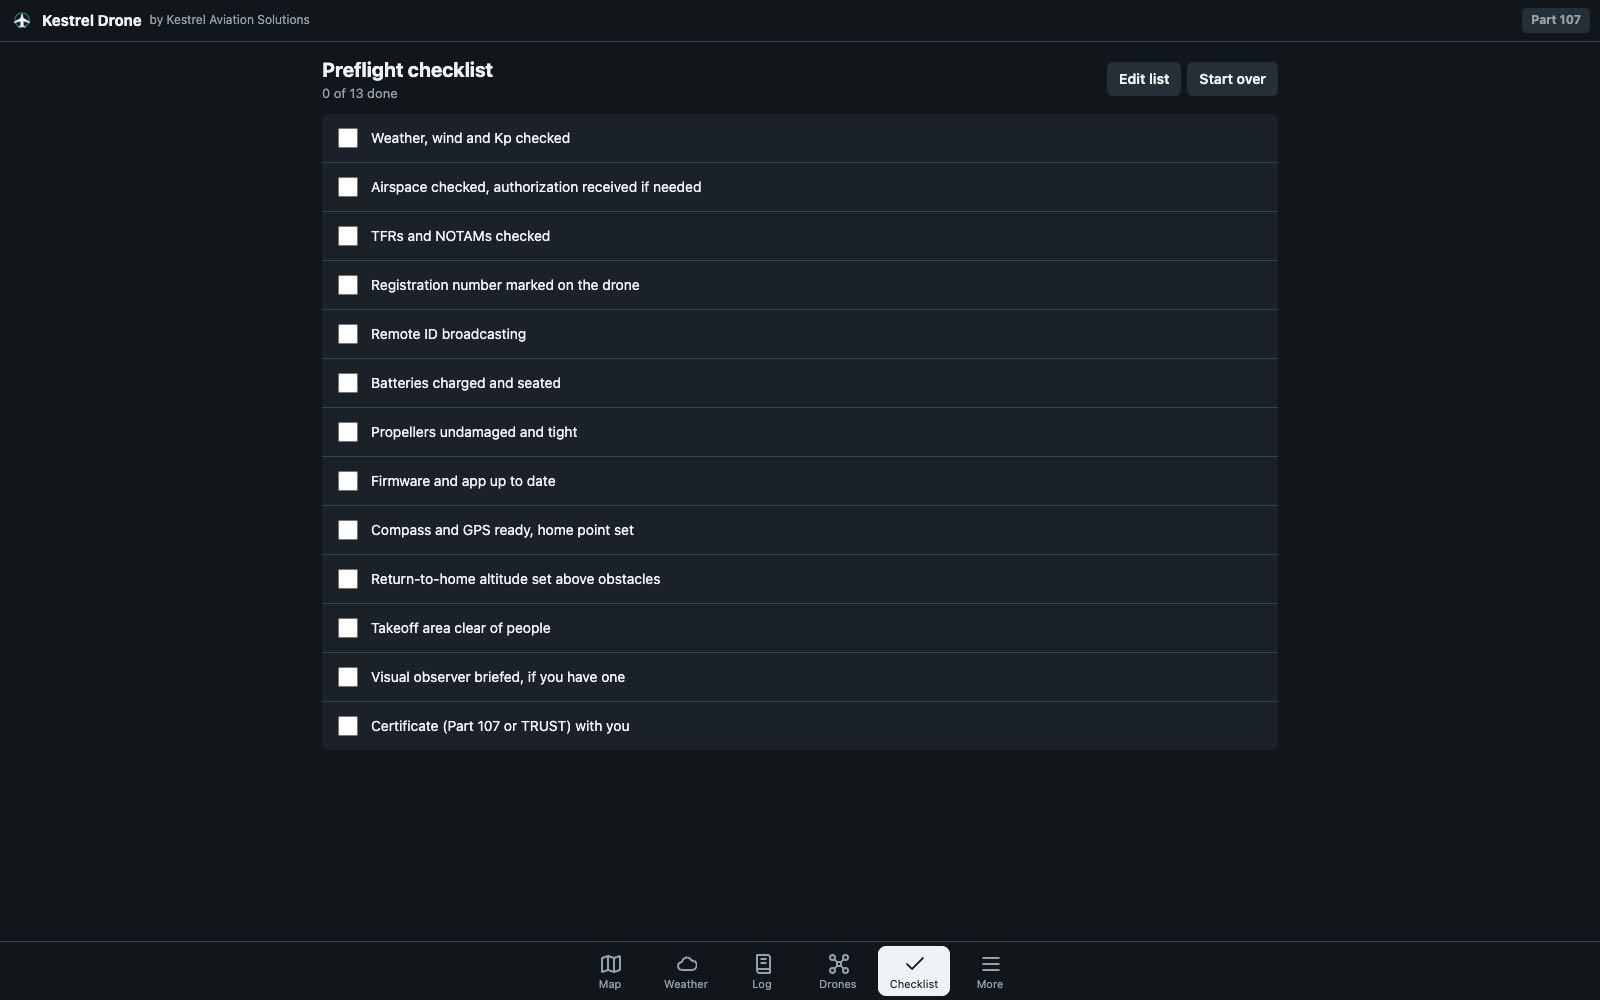 Kestrel Drone by Kestrel Aviation Solutions
Part 107
Preflight checklist
0 of 13 done
Edit list
Start over
Weather, wind and Kp checked
Airspace checked, authorization received if needed
TFRs and NOTAMs checked
Registration number marked on the drone
Remote ID broadcasting
Batteries charged and seated
Propellers undamaged and tight
Firmware and app up to date
Compass and GPS ready, home point set
Return-to-home altitude set above obstacles
Takeoff area clear of people
Visual observer briefed, if you have one
Certificate (Part 107 or TRUST) with you
Map
Weather
Log
Drones
Checklist
More